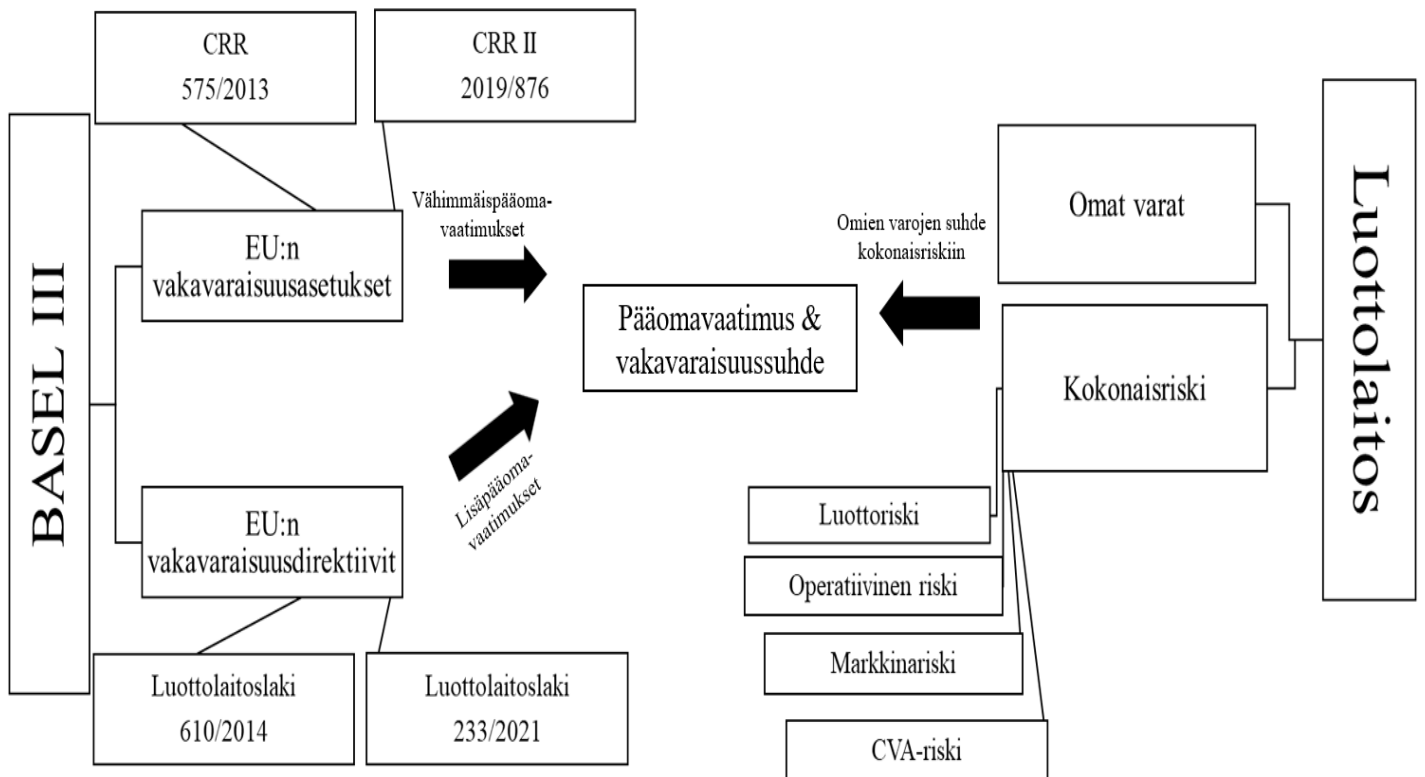 BASEL III
CRR
575/2013
CRR II
2019/876
EU:n
vakavaraisuusasetukset
EU:n
vakavaraisuusdirektiivit
Luottolaitoslaki
610/2014
Luottolaitoslaki
233/2021
Vähimmäispääoma-
vaatimukset
Lisäpääoma-
vaatimukset
Pääomavaatimus &
vakavaraisuussuhde
Omien varojen suhde
kokonaisriskiin
Omat varat
Kokonaisriski
Luottoriski
Operatiivinen riski
Markkinariski
CVA-riski
Luottolaitos